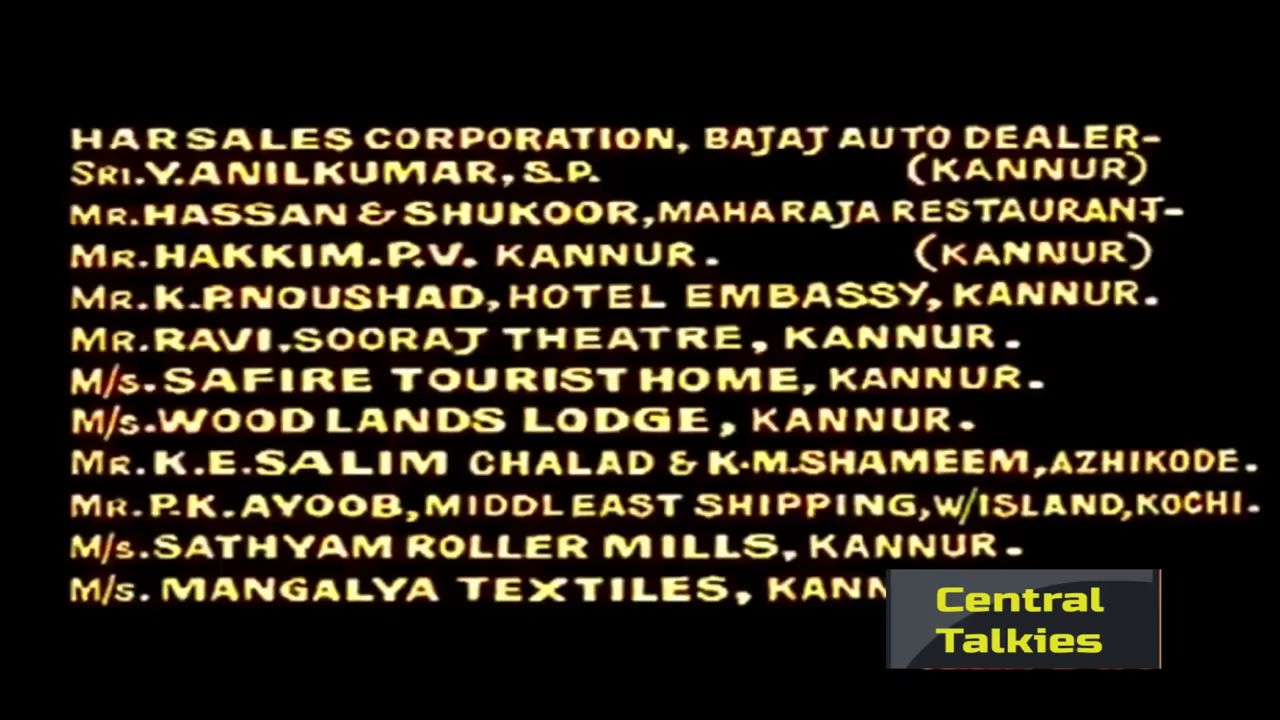 HARSALES CORPORATION, BAJAJ AUTO DEALER-
SRI.Y.ANILKUMAR, S.P. (KANNUR)
MR.HASSAN & SHUKOOR, MAHARAJA RESTAURANT-
MR.HAKKIM.P.V. KANNUR. (KANNUR)
MR.K.P.NOUSHAD, HOTEL EMBASSY, KANNUR.
MR.RAVI.SOORAJ THEATRE, KANNUR.
M/S.SAFIRE TOURIST HOME, KANNUR.
M/S.WOOD LANDS LODGE, KANNUR.
MR.K.E.SALIM CHALAD & K.M.SHAMEEM, AZHIKODE.
MR.P.K.AYOOB, MIDDLEAST SHIPPING, W/ISLAND, KOCHI.
M/S.SATHYAM ROLLER MILLS, KANNUR.
M/S. MANGALYA TEXTILES,
Central
Talkies